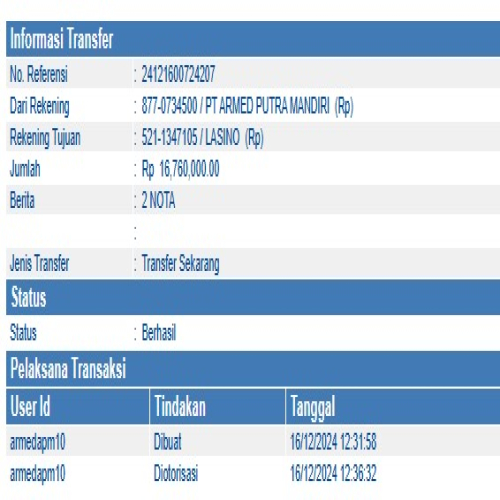 Informasi Transfer
No. Referensi : 24121600724207
Dari Rekening : 877-0734500 / PT ARMED PUTRA MANDIRI (Rp)
Rekening Tujuan : 521-1347105 / LASINO (Rp)
Jumlah : Rp 16,760,000.00
Berita : 2 NOTA
:
Jenis Transfer : Transfer Sekarang
Status
Status : Berhasil
Pelaksana Transaksi
User Id Tindakan Tanggal
armedapm10 Dibuat 16/12/2024 12:31:58
armedapm10 Diotorisasi 16/12/2024 12:36:32